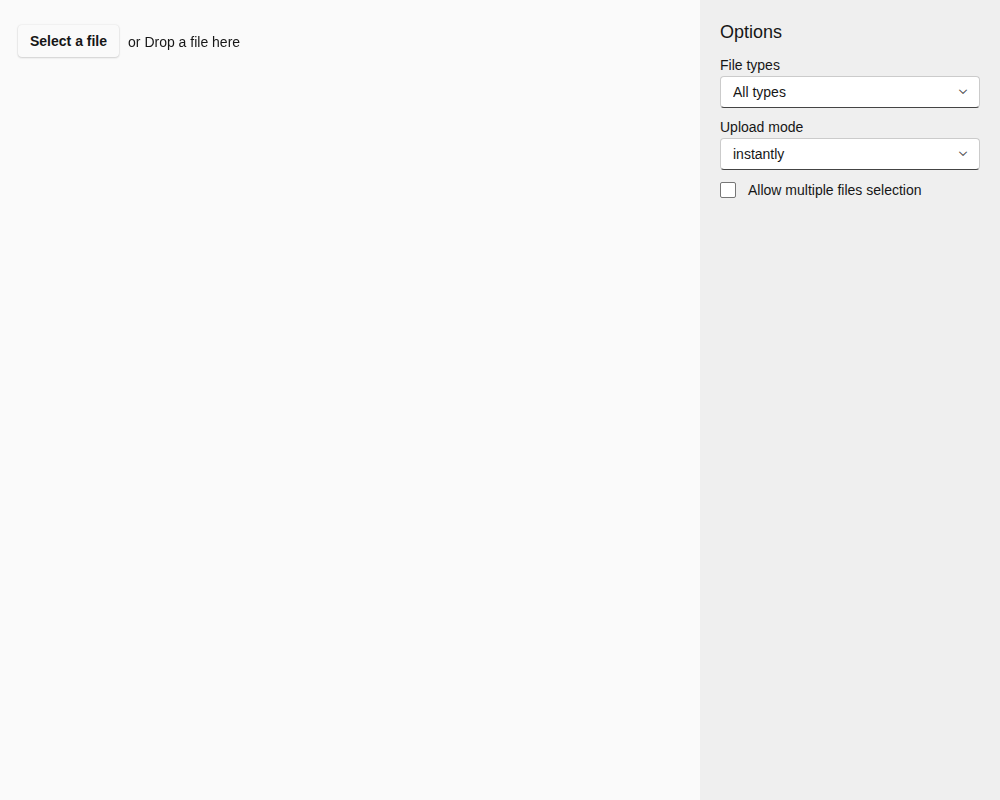 Select a file or Drop a file here
Options
File types
All types
Upload mode
instantly
Allow multiple files selection